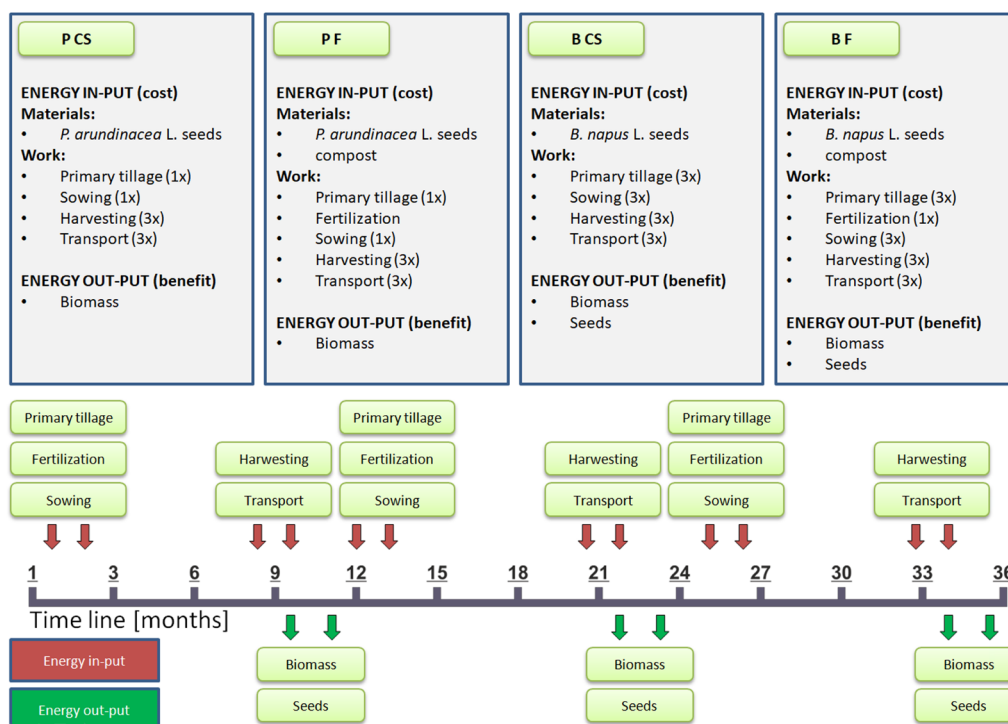 P CS
ENERGY IN-PUT (cost)
Materials:
• P. arundinacea L. seeds
Work:
• Primary tillage (1x)
• Sowing (1x)
• Harvesting (3x)
• Transport (3x)
ENERGY OUT-PUT (benefit)
• Biomass
P F
ENERGY IN-PUT (cost)
Materials:
• P. arundinacea L. seeds
• compost
Work:
• Primary tillage (1x)
• Fertilization
• Sowing (1x)
• Harvesting (3x)
• Transport (3x)
ENERGY OUT-PUT (benefit)
• Biomass
B CS
ENERGY IN-PUT (cost)
Materials:
• B. napus L. seeds
Work:
• Primary tillage (3x)
• Sowing (3x)
• Harvesting (3x)
• Transport (3x)
ENERGY OUT-PUT (benefit)
• Biomass
• Seeds
B F
ENERGY IN-PUT (cost)
Materials:
• B. napus L. seeds
• compost
Work:
• Primary tillage (3x)
• Fertilization (1x)
• Sowing (3x)
• Harvesting (3x)
• Transport (3x)
ENERGY OUT-PUT (benefit)
• Biomass
• Seeds
Primary tillage
Fertilization
Sowing
Harwesting
Transport
Primary tillage
Fertilization
Sowing
Harwesting
Transport
Primary tillage
Fertilization
Sowing
Harwesting
Transport
1 3 6 9 12 15 18 21 24 27 30 33 36
Time line [months]
Energy in-put
Energy out-put
Biomass
Seeds
Biomass
Seeds
Biomass
Seeds